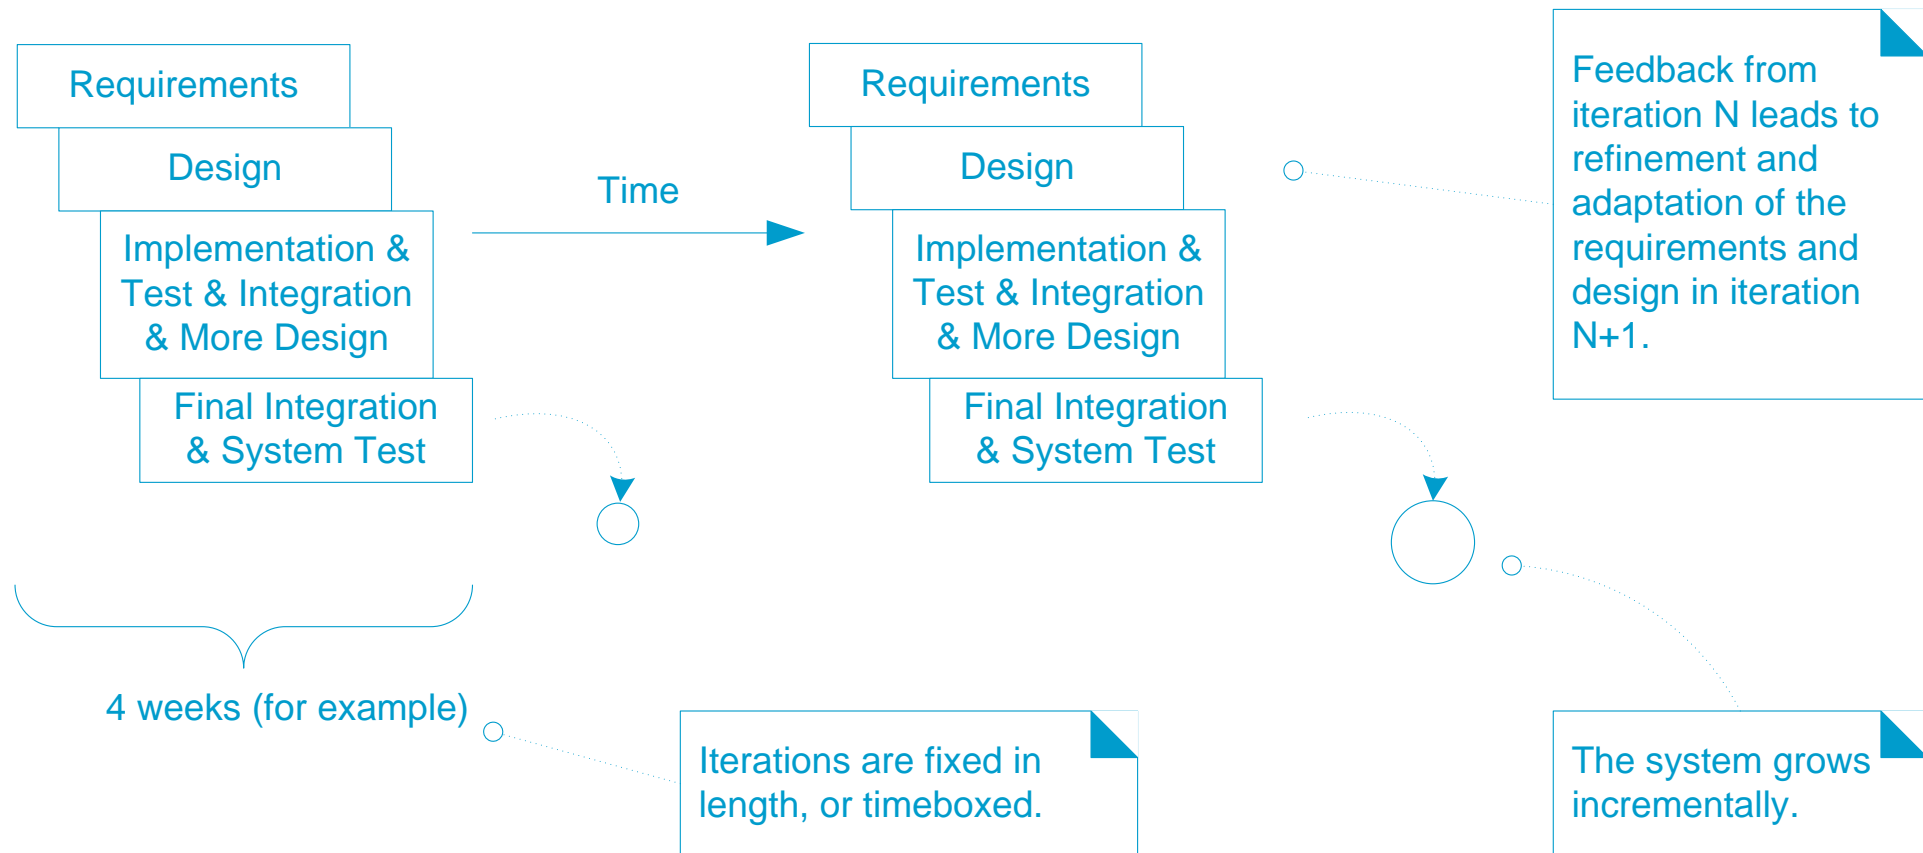 Requirements
Design
Implementation &
Test & Integration
& More Design
Final Integration
& System Test
Time
Requirements
Design
Implementation &
Test & Integration
& More Design
Final Integration
& System Test
Feedback from
iteration N leads to
refinement and
adaptation of the
requirements and
design in iteration
N+1.
4 weeks (for example)
Iterations are fixed in
length, or timeboxed.
The system grows
incrementally.